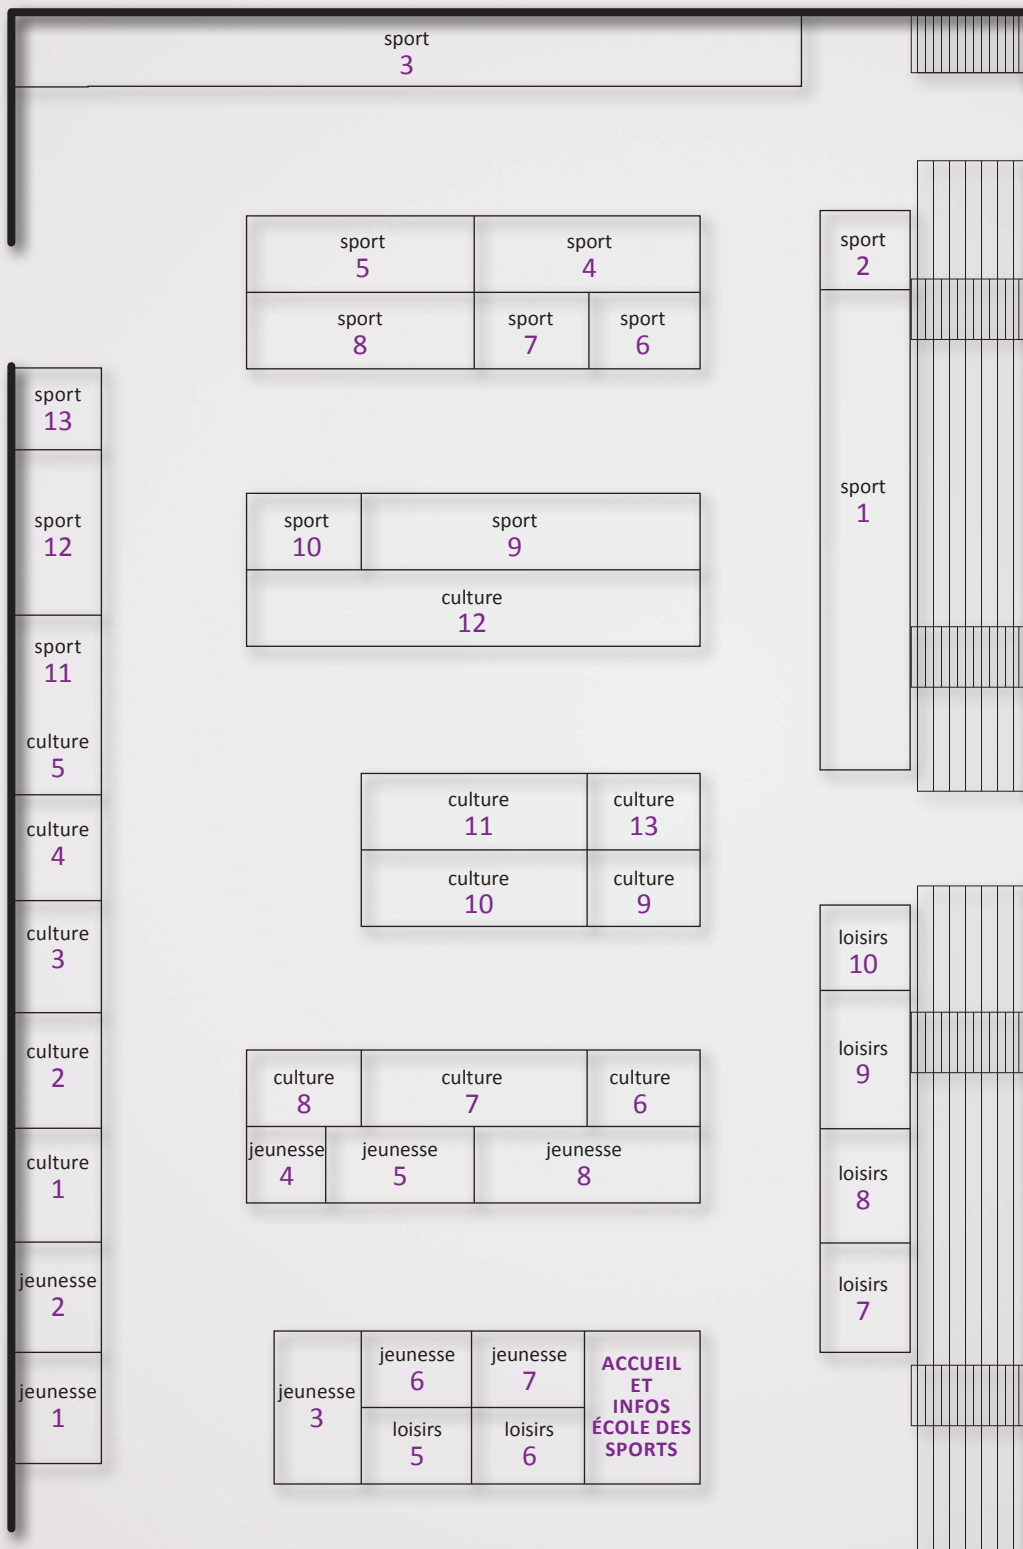 sport
3
sport
5
sport
4
sport
2
sport
8
sport
7
sport
6
sport
13
sport
12
sport
11
culture
5
culture
4
culture
3
culture
2
culture
1
jeunesse
2
jeunesse
1
sport
10
sport
9
culture
12
sport
1
culture
11
culture
13
culture
10
culture
9
loisirs
10
loisirs
9
loisirs
8
loisirs
7
culture
8
culture
7
culture
6
jeunesse
4
jeunesse
5
jeunesse
8
jeunesse
3
jeunesse
6
jeunesse
7
loisirs
5
loisirs
6
ACCUEIL
ET
INFOS
ÉCOLE DES
SPORTS